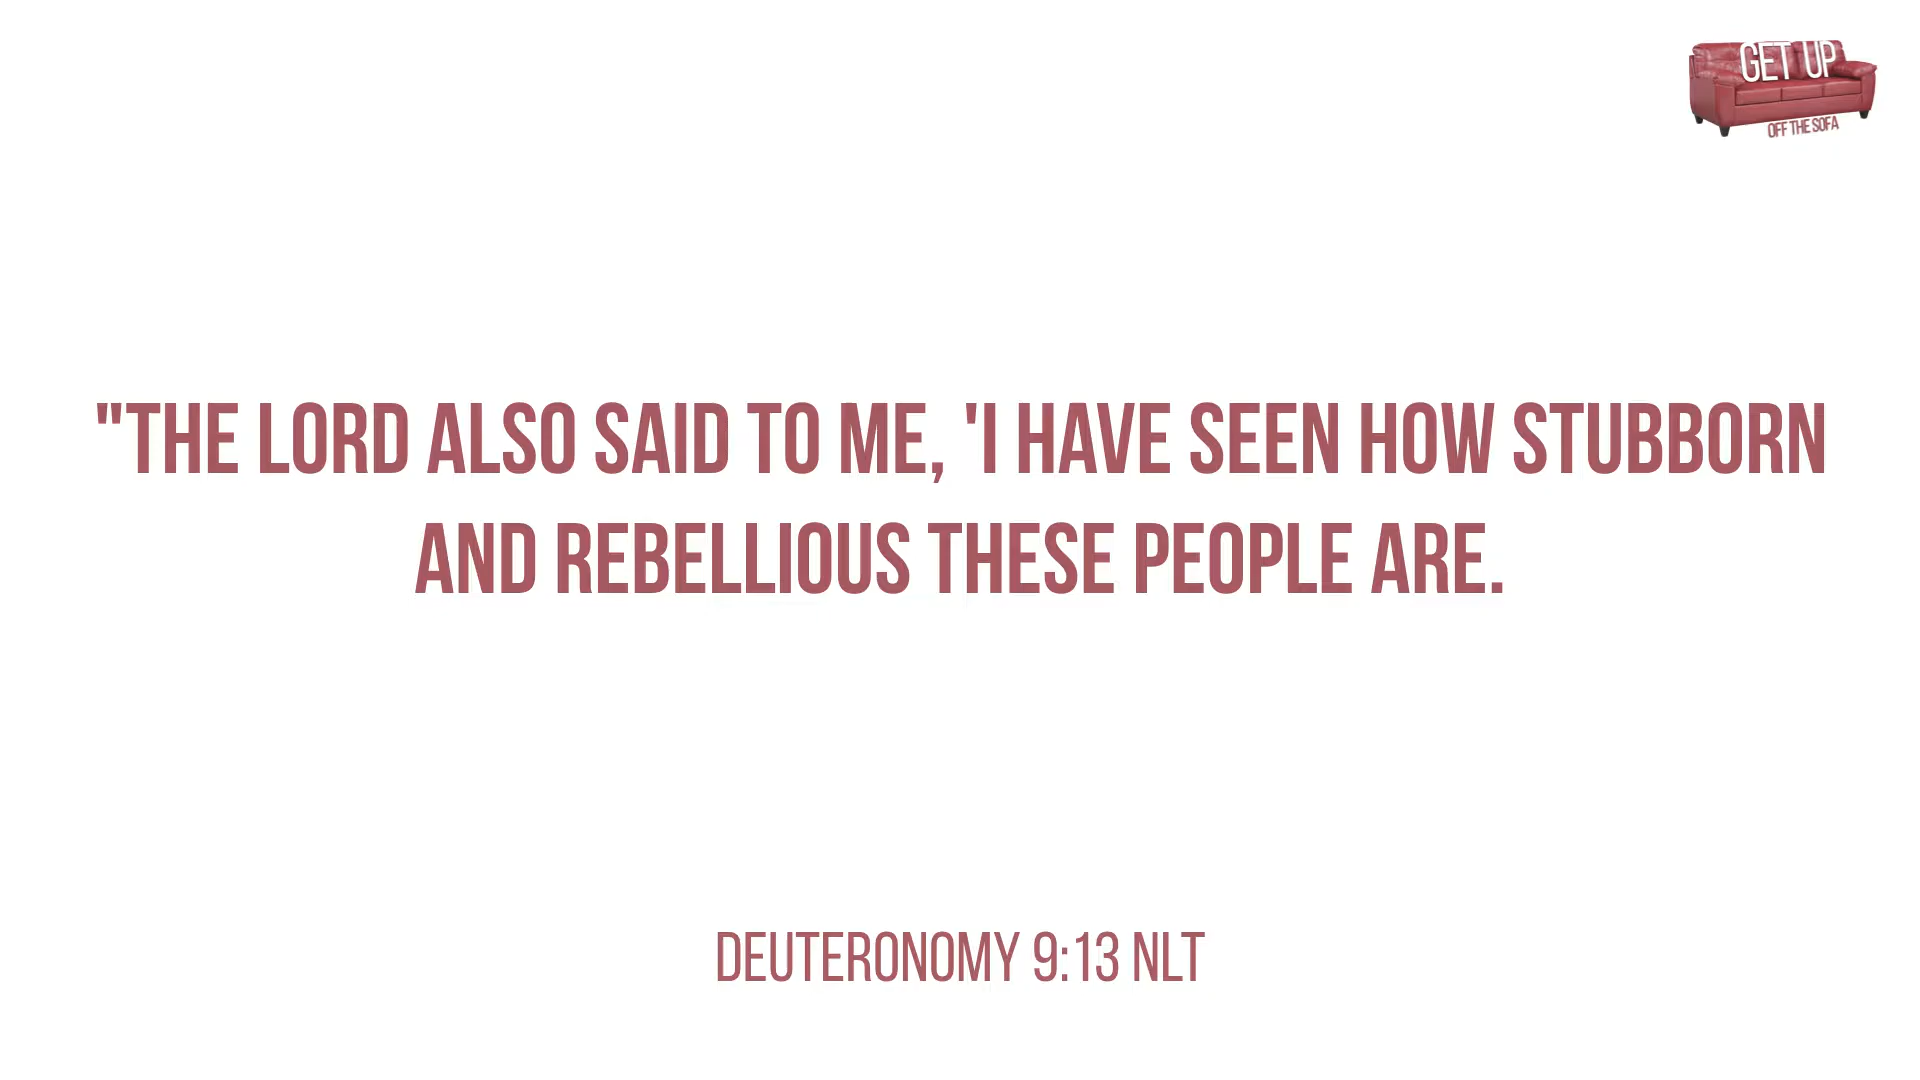 GET UP
OFF THE SOFA
"THE LORD ALSO SAID TO ME, 'I HAVE SEEN HOW STUBBORN
AND REBELLIOUS THESE PEOPLE ARE.
DEUTERONOMY 9:13 NLT